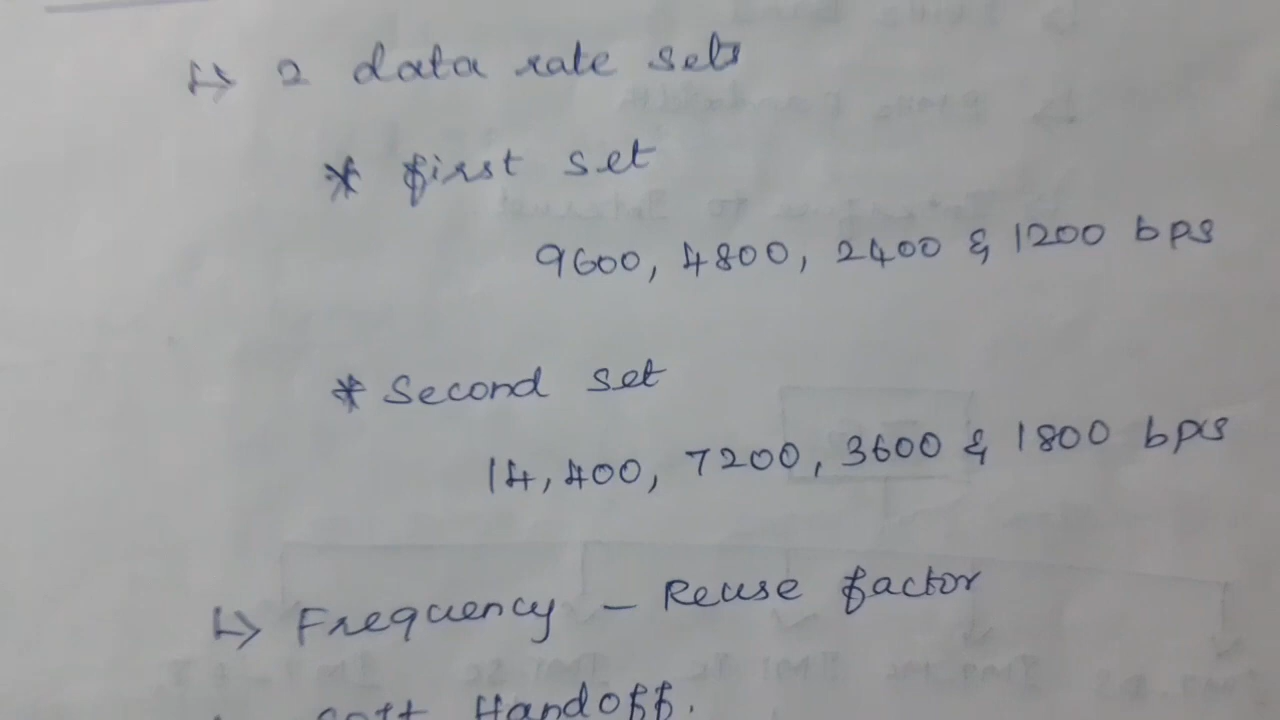 ↳ 2 data rate sets
* first set
9600, 4800, 2400 & 1200 bps
* Second set
14,400, 7200, 3600 & 1800 bps
↳ Frequency – Reuse factor
Soft Handoff.